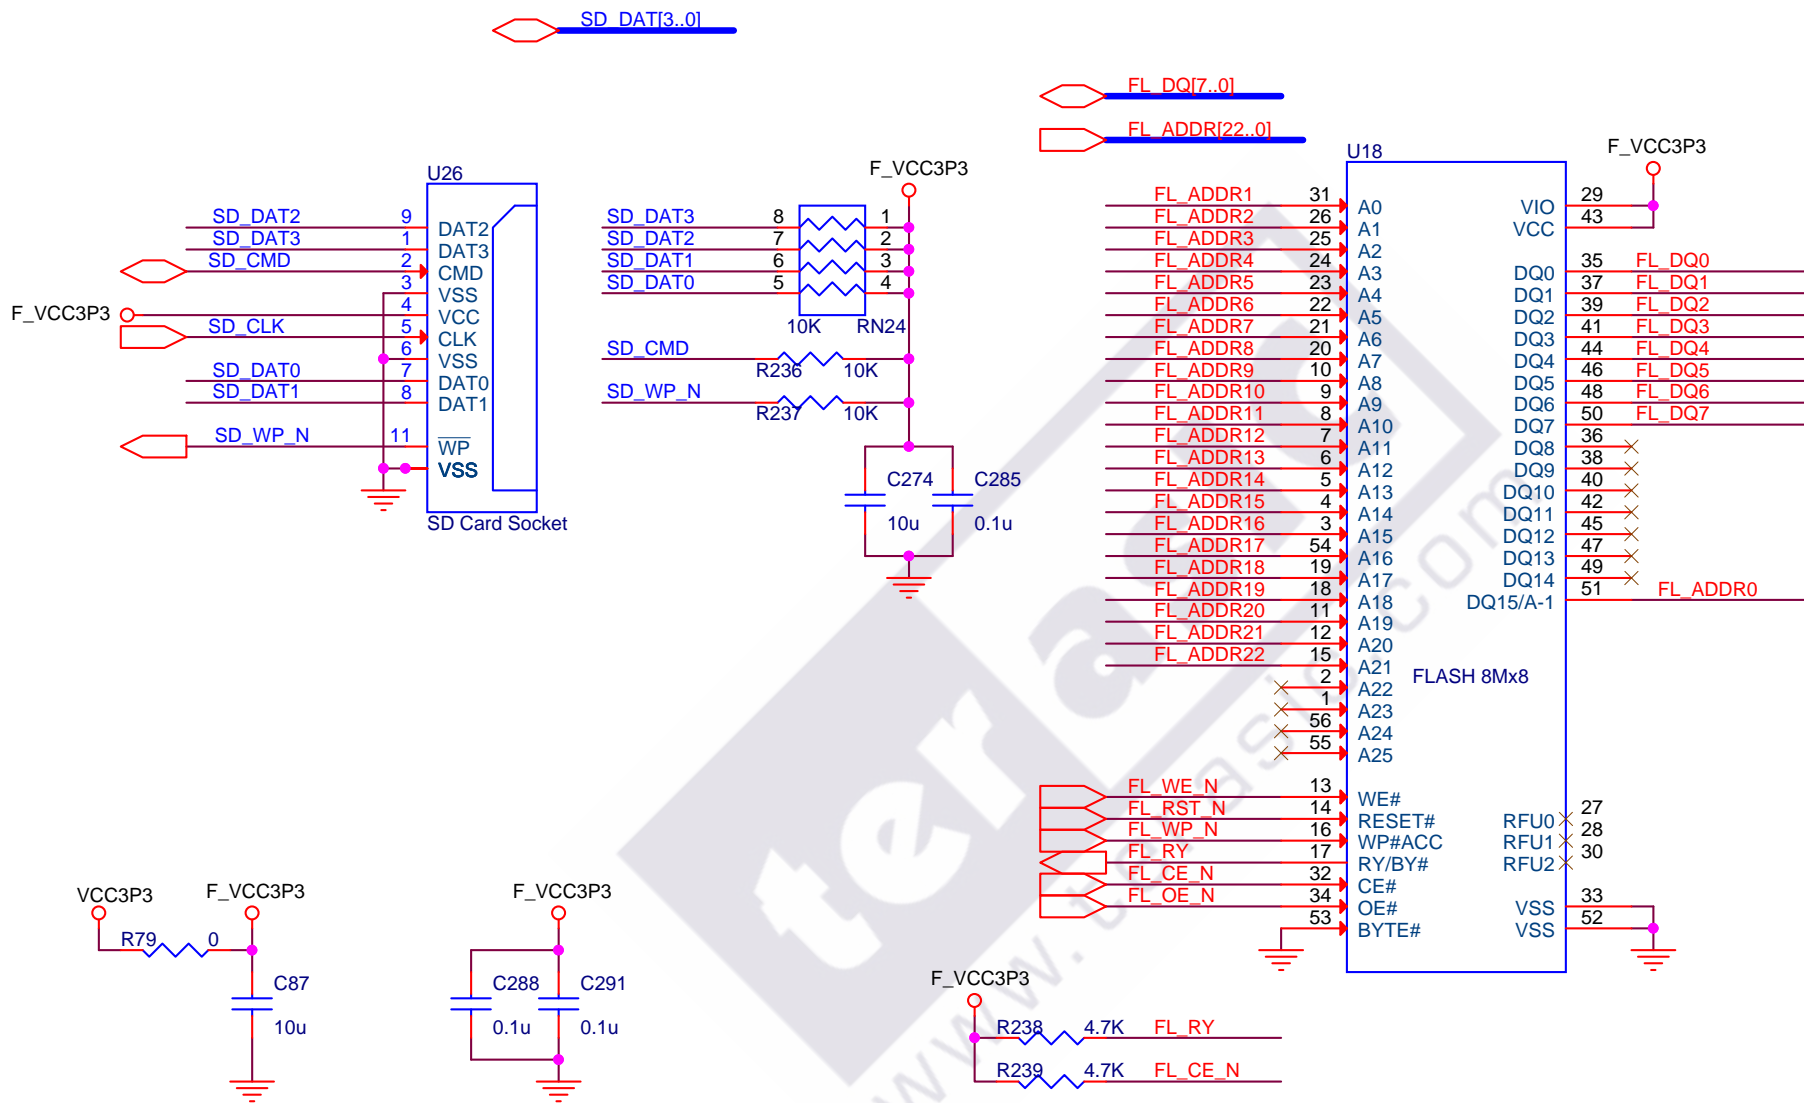 SD_DAT[3..0]
FL_DQ[7..0]
FL_ADDR[22..0]
U26
SD_DAT2 9 DAT2
SD_DAT3 1 DAT3
SD_CMD 2 CMD
3 VSS
F_VCC3P3 4 VCC
SD_CLK 5 CLK
6 VSS
SD_DAT0 7 DAT0
SD_DAT1 8 DAT1
SD_WP_N 11 WP
VSS
SD Card Socket
F_VCC3P3
SD_DAT3 8 1
SD_DAT2 7 2
SD_DAT1 6 3
SD_DAT0 5 4
10K RN24
SD_CMD R236 10K
SD_WP_N R237 10K
C274 C285
10u 0.1u
U18
F_VCC3P3
FL_ADDR1 31 A0
FL_ADDR2 26 A1
FL_ADDR3 25 A2
FL_ADDR4 24 A3
FL_ADDR5 23 A4
FL_ADDR6 22 A5
FL_ADDR7 21 A6
FL_ADDR8 20 A7
FL_ADDR9 10 A8
FL_ADDR10 9 A9
FL_ADDR11 8 A10
FL_ADDR12 7 A11
FL_ADDR13 6 A12
FL_ADDR14 5 A13
FL_ADDR15 4 A14
FL_ADDR16 3 A15
FL_ADDR17 54 A16
FL_ADDR18 19 A17
FL_ADDR19 18 A18
FL_ADDR20 11 A19
FL_ADDR21 12 A20
FL_ADDR22 15 A21
2 A22
1 A23
56 A24
55 A25
FL_WE_N 13 WE#
FL_RST_N 14 RESET#
FL_WP_N 16 WP#ACC
FL_RY 17 RY/BY#
FL_CE_N 32 CE#
FL_OE_N 34 OE#
53 BYTE#
FLASH 8Mx8
VIO 29
VCC 43
DQ0 35 FL_DQ0
DQ1 37 FL_DQ1
DQ2 39 FL_DQ2
DQ3 41 FL_DQ3
DQ4 44 FL_DQ4
DQ5 46 FL_DQ5
DQ6 48 FL_DQ6
DQ7 50 FL_DQ7
DQ8 36
DQ9 38
DQ10 40
DQ11 42
DQ12 45
DQ13 47
DQ14 49
DQ15/A-1 51 FL_ADDR0
RFU0 27
RFU1 28
RFU2 30
VSS 33
VSS 52
VCC3P3 F_VCC3P3
R79 0
C87
10u
F_VCC3P3
C288 C291
0.1u 0.1u
F_VCC3P3
R238 4.7K FL_RY
R239 4.7K FL_CE_N
terasic
www.terasic.com